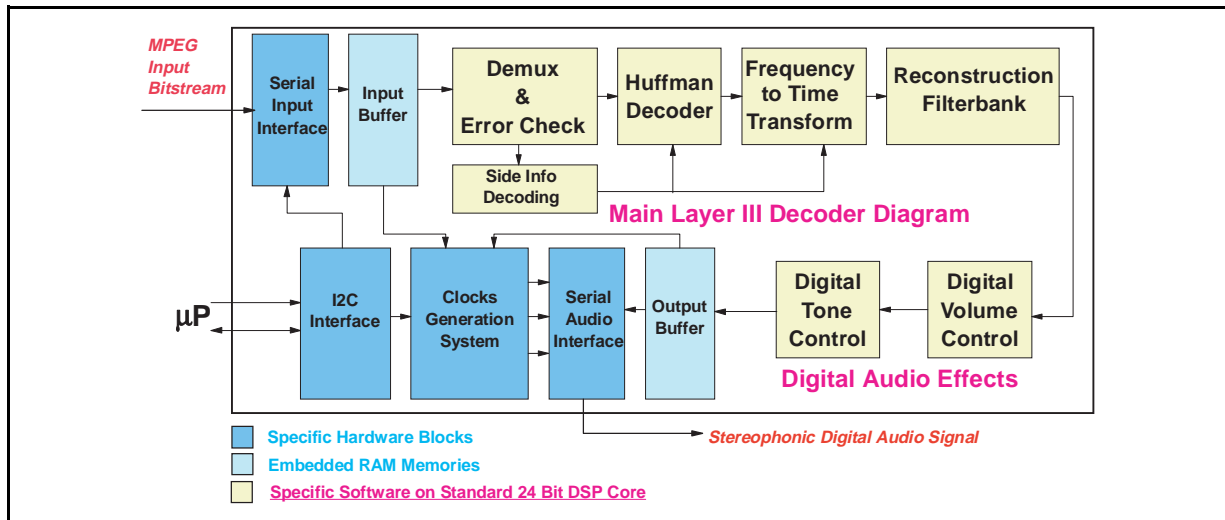 MPEG
Input
Bitstream
Serial
Input
Interface
Input
Buffer
Demux
&
Error Check
Huffman
Decoder
Frequency
to Time
Transform
Reconstruction
Filterbank
Side Info
Decoding
Main Layer III Decoder Diagram
µP
I2C
Interface
Clocks
Generation
System
Serial
Audio
Interface
Output
Buffer
Digital
Tone
Control
Digital
Volume
Control
Digital Audio Effects
Stereophonic Digital Audio Signal
Specific Hardware Blocks
Embedded RAM Memories
Specific Software on Standard 24 Bit DSP Core